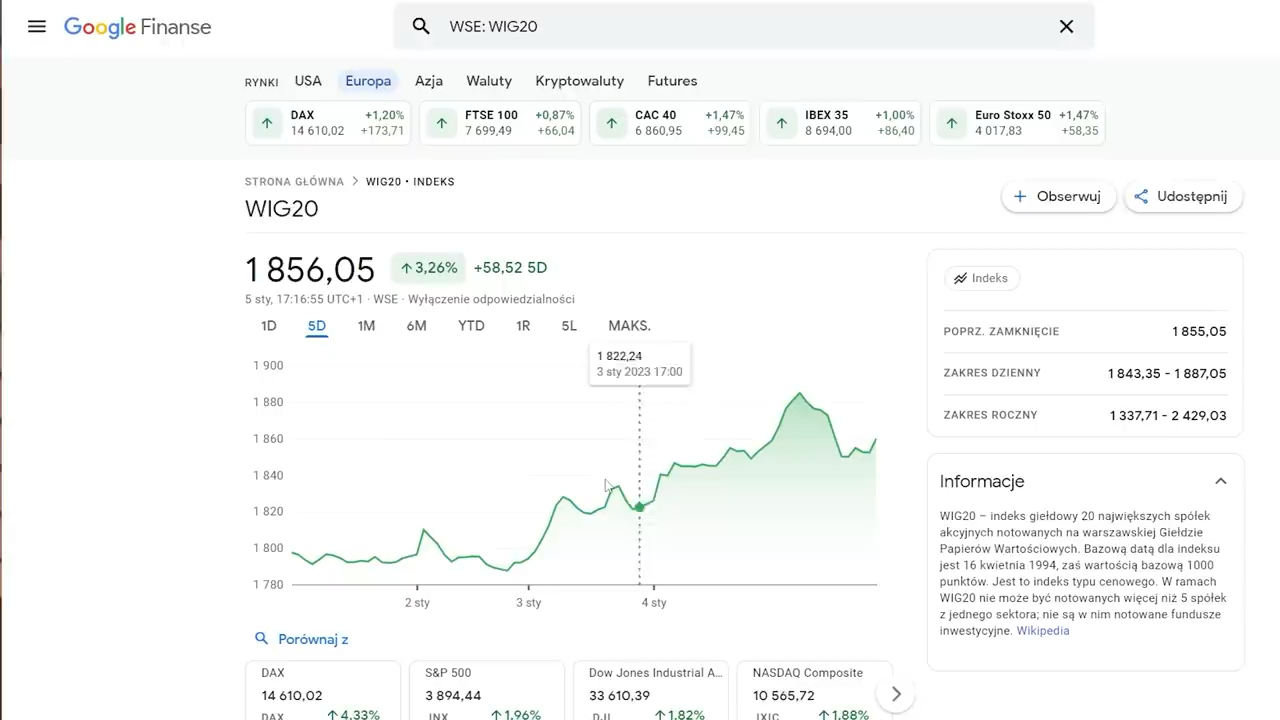 Google Finanse
WSE: WIG20
RYNKI USA Europa Azja Waluty Kryptowaluty Futures
DAX +1,20%
14 610,02 +173,71
FTSE 100 +0,87%
7 699,49 +66,04
CAC 40 +1,47%
6 860,95 +99,45
IBEX 35 +1,00%
8 694,00 +86,40
Euro Stoxx 50 +1,47%
4 017,83 +58,35
STRONA GŁÓWNA > WIG20 • INDEKS
WIG20
+ Obserwuj
Udostępnij
1 856,05 ↑3,26% +58,52 5D
5 sty, 17:16:55 UTC+1 · WSE · Wyłączenie odpowiedzialności
1D 5D 1M 6M YTD 1R 5L MAKS.
1 822,24
3 sty 2023 17:00
1 900
1 880
1 860
1 840
1 820
1 800
1 780
2 sty 3 sty 4 sty
Indeks
POPRZ. ZAMKNIĘCIE 1 855,05
ZAKRES DZIENNY 1 843,35 - 1 887,05
ZAKRES ROCZNY 1 337,71 - 2 429,03
Informacje
WIG20 – indeks giełdowy 20 największych spółek
akcyjnych notowanych na warszawskiej Giełdzie
Papierów Wartościowych. Bazową datą dla indeksu
jest 16 kwietnia 1994, zaś wartością bazową 1000
punktów. Jest to indeks typu cenowego. W ramach
WIG20 nie może być notowanych więcej niż 5 spółek
z jednego sektora; nie są w nim notowane fundusze
inwestycyjne. Wikipedia
Porównaj z
DAX
14 610,02
DAX ↑4,33%
S&P 500
3 894,44
INX ↑1,96%
Dow Jones Industrial A...
33 610,39
DJI ↑1,82%
NASDAQ Composite
10 565,72
IXIC ↑1,88%